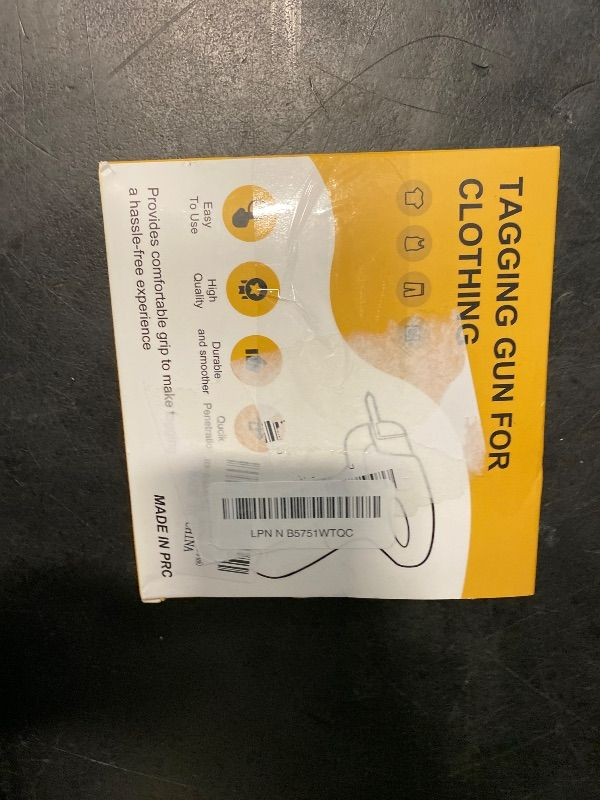 TAGGING GUN FOR
CLOTHING
Easy
To Use
High
Quality
Durable
and smoother
Qucik
Provides comfortable grip to make
a hassle-free experience
MADE IN PRC
LPN N B5751WTQC